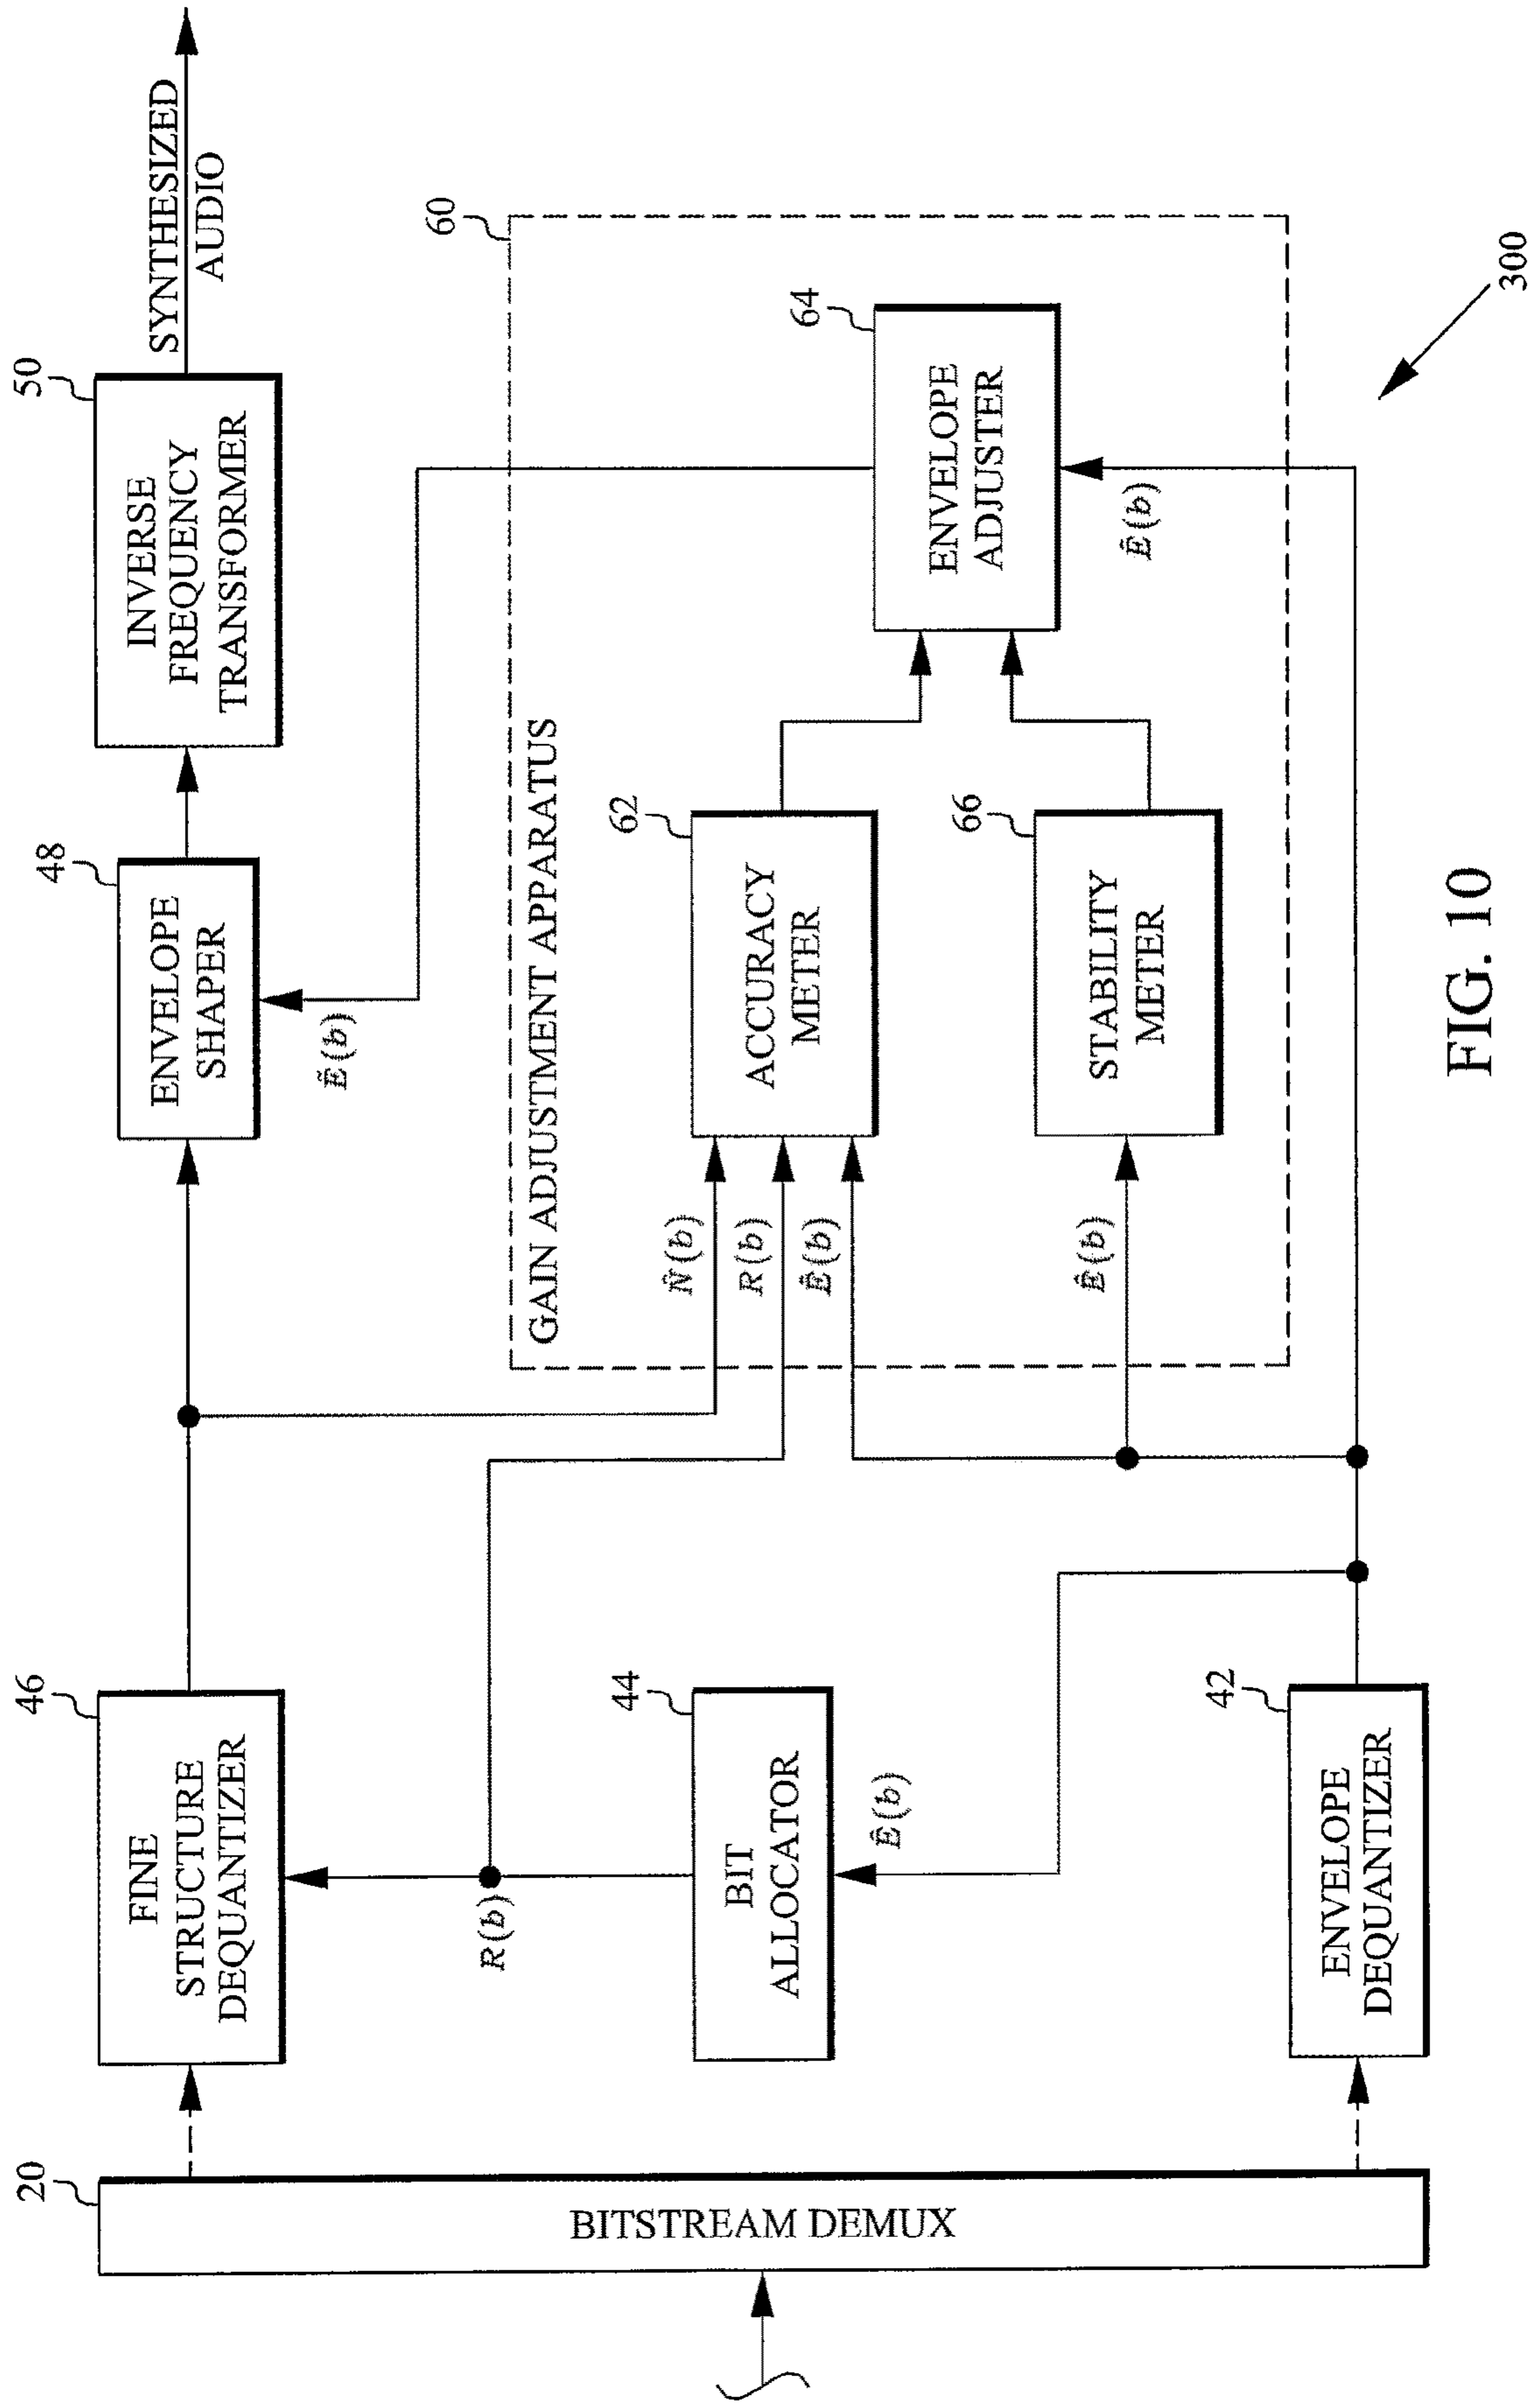 20
BITSTREAM DEMUX
46
FINE
STRUCTURE
DEQUANTIZER
R(b)
44
BIT
ALLOCATOR
Ê(b)
42
ENVELOPE
DEQUANTIZER
48
ENVELOPE
SHAPER
Ẽ(b)
50
INVERSE
FREQUENCY
TRANSFORMER
SYNTHESIZED
AUDIO
60
GAIN ADJUSTMENT APPARATUS
N̂(b)
R(b)
Ê(b)
62
ACCURACY
METER
Ê(b)
66
STABILITY
METER
64
ENVELOPE
ADJUSTER
Ê(b)
300
FIG. 10